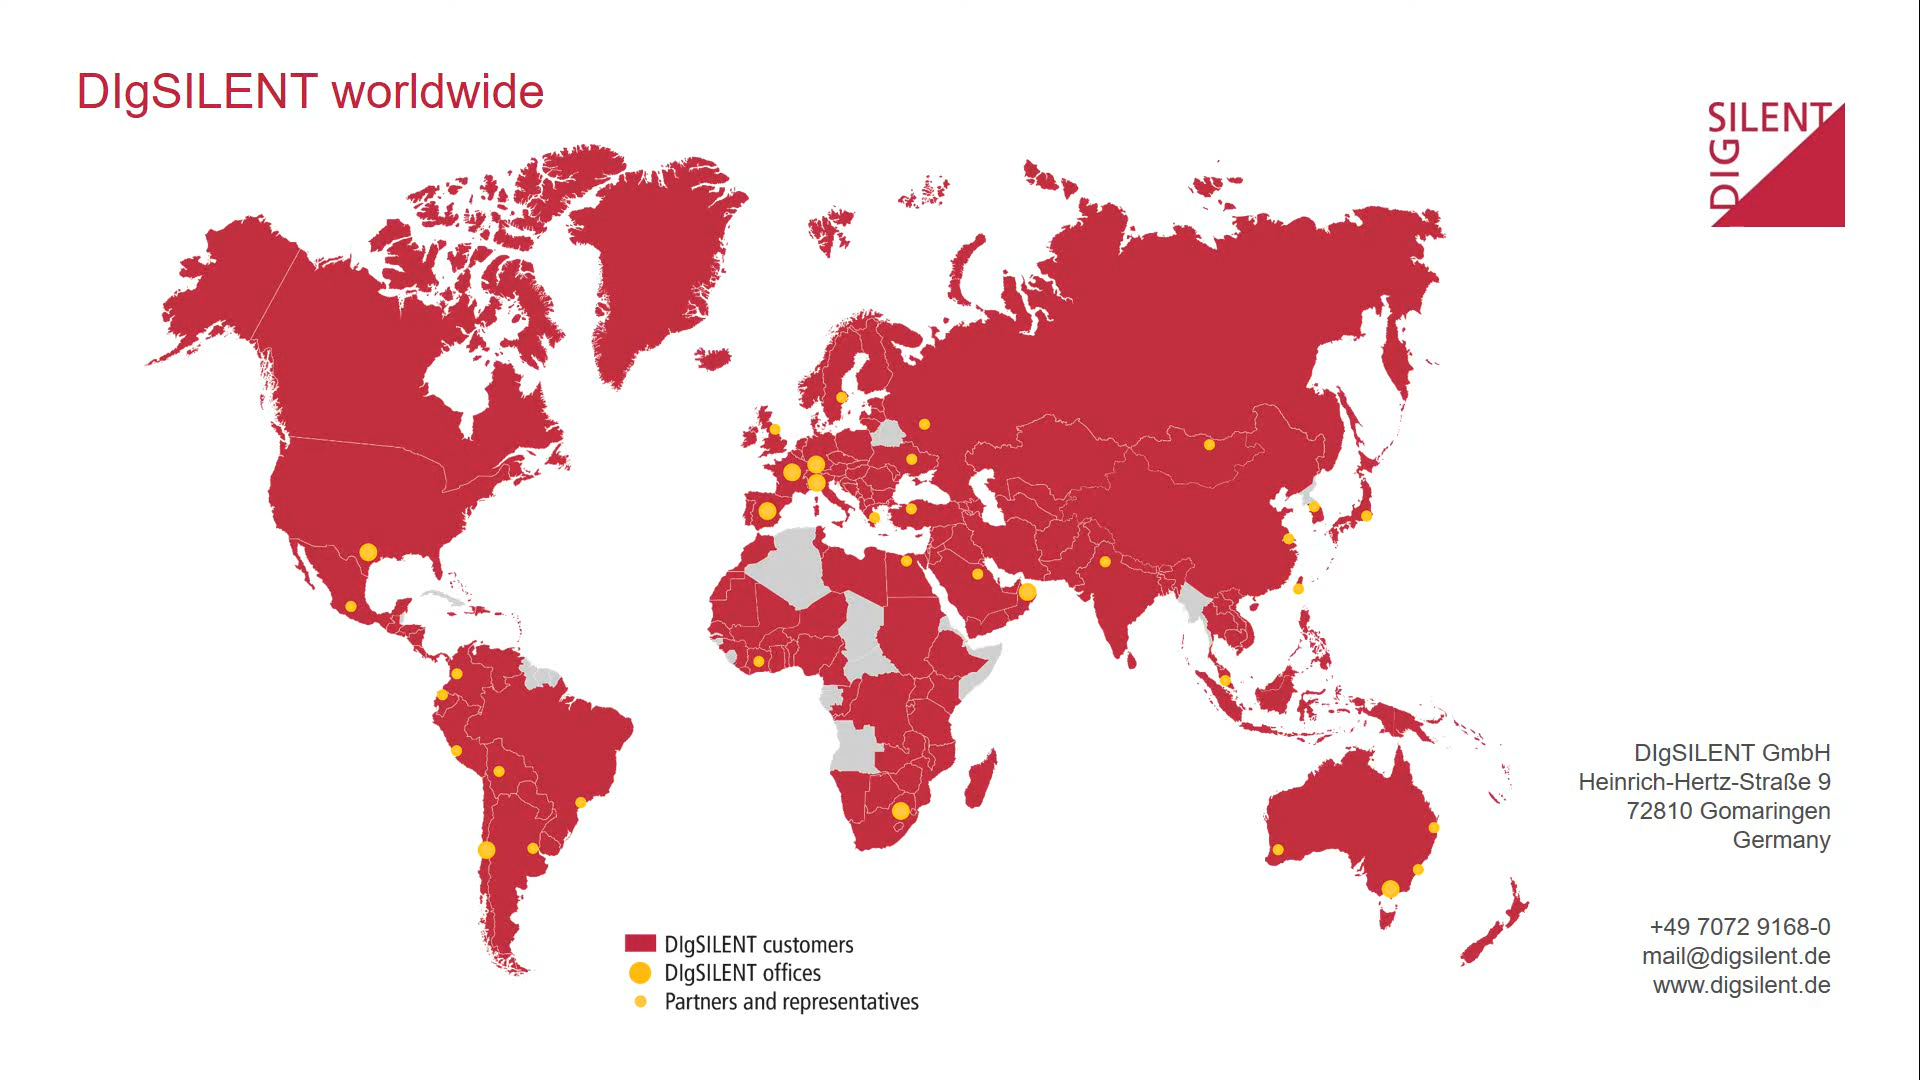 DIgSILENT worldwide
SILENT
DIG
DIgSILENT GmbH
Heinrich-Hertz-Straße 9
72810 Gomaringen
Germany
+49 7072 9168-0
mail@digsilent.de
www.digsilent.de
DIgSILENT customers
DIgSILENT offices
Partners and representatives